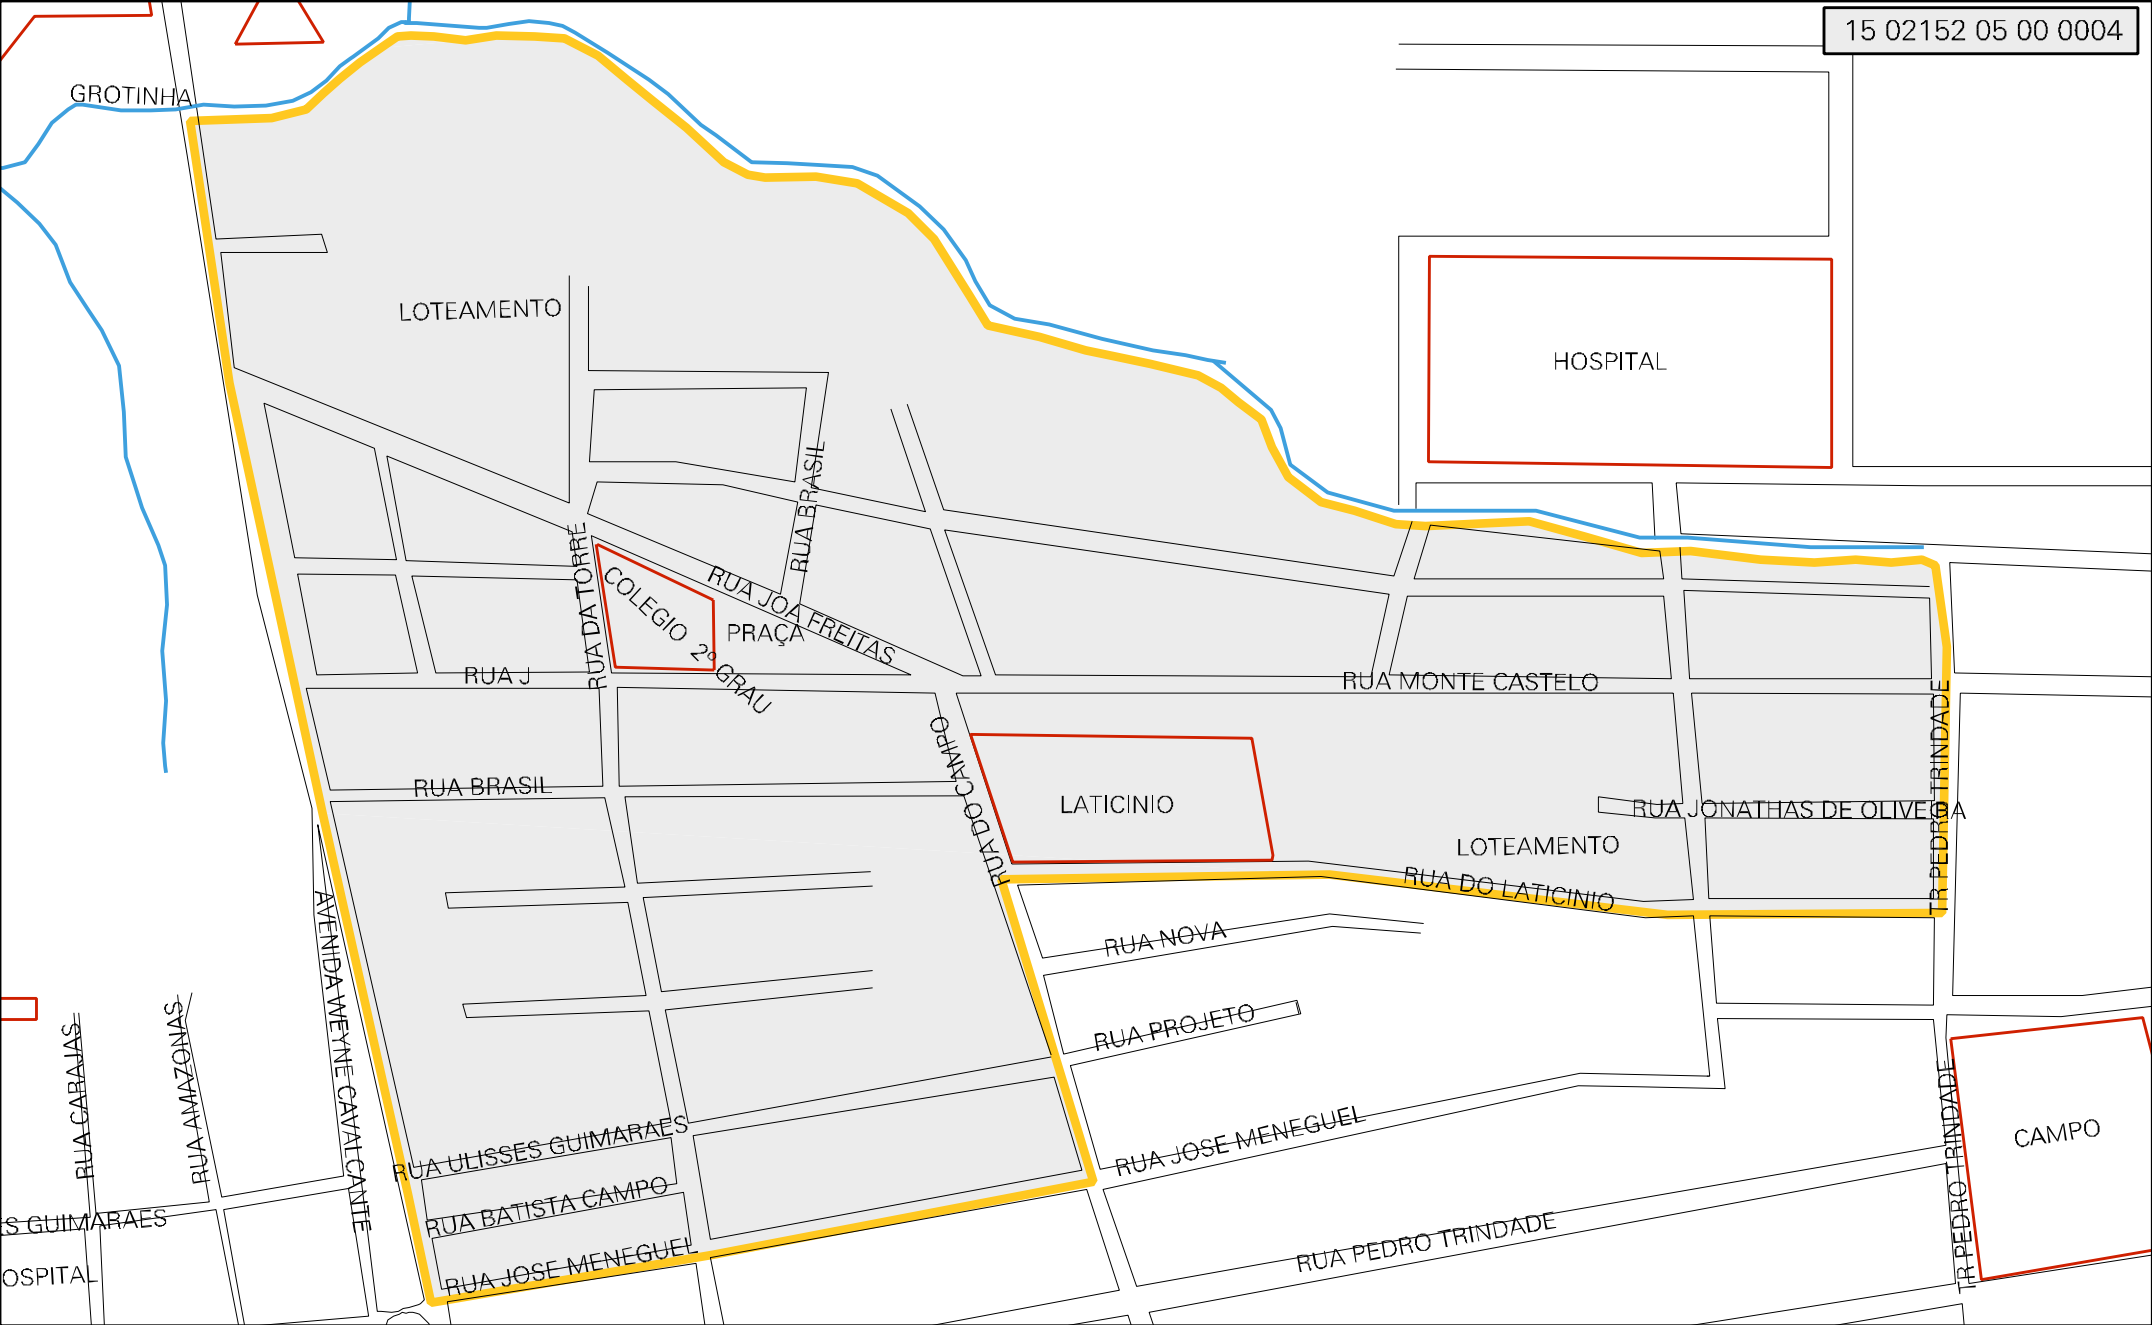 15 02152 05 00 0004
GROTINHA
LOTEAMENTO
HOSPITAL
RUA BRASIL
RUA DA TORRE
COLEGIO 2º GRAU
RUA JOA FREITAS
PRAÇA
RUA J
RUA MONTE CASTELO
TR PEDRO TRINDADE
RUA BRASIL
RUA DO CAMPO
LATICINIO
RUA JONATHAS DE OLIVEIRA
LOTEAMENTO
RUA DO LATICINIO
AVENIDA WEYNE CAVALCANTE
RUA NOVA
RUA PROJETO
RUA CARAJAS
RUA AMAZONAS
RUA ULISSES GUIMARAES
RUA JOSE MENEGUEL
TR PEDRO TRINDADE
CAMPO
RUA BATISTA CAMPO
S GUIMARAES
RUA PEDRO TRINDADE
RUA JOSE MENEGUEL
OSPITAL